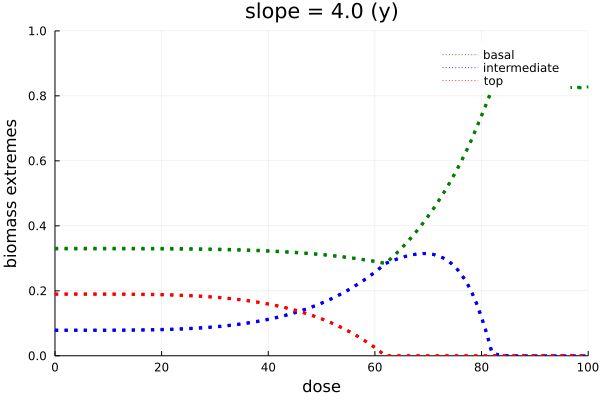 slope = 4.0 (y)
basal
intermediate
top
1.0
0.8
0.6
0.4
0.2
0.0
biomass extremes
0
20
40
60
80
100
dose